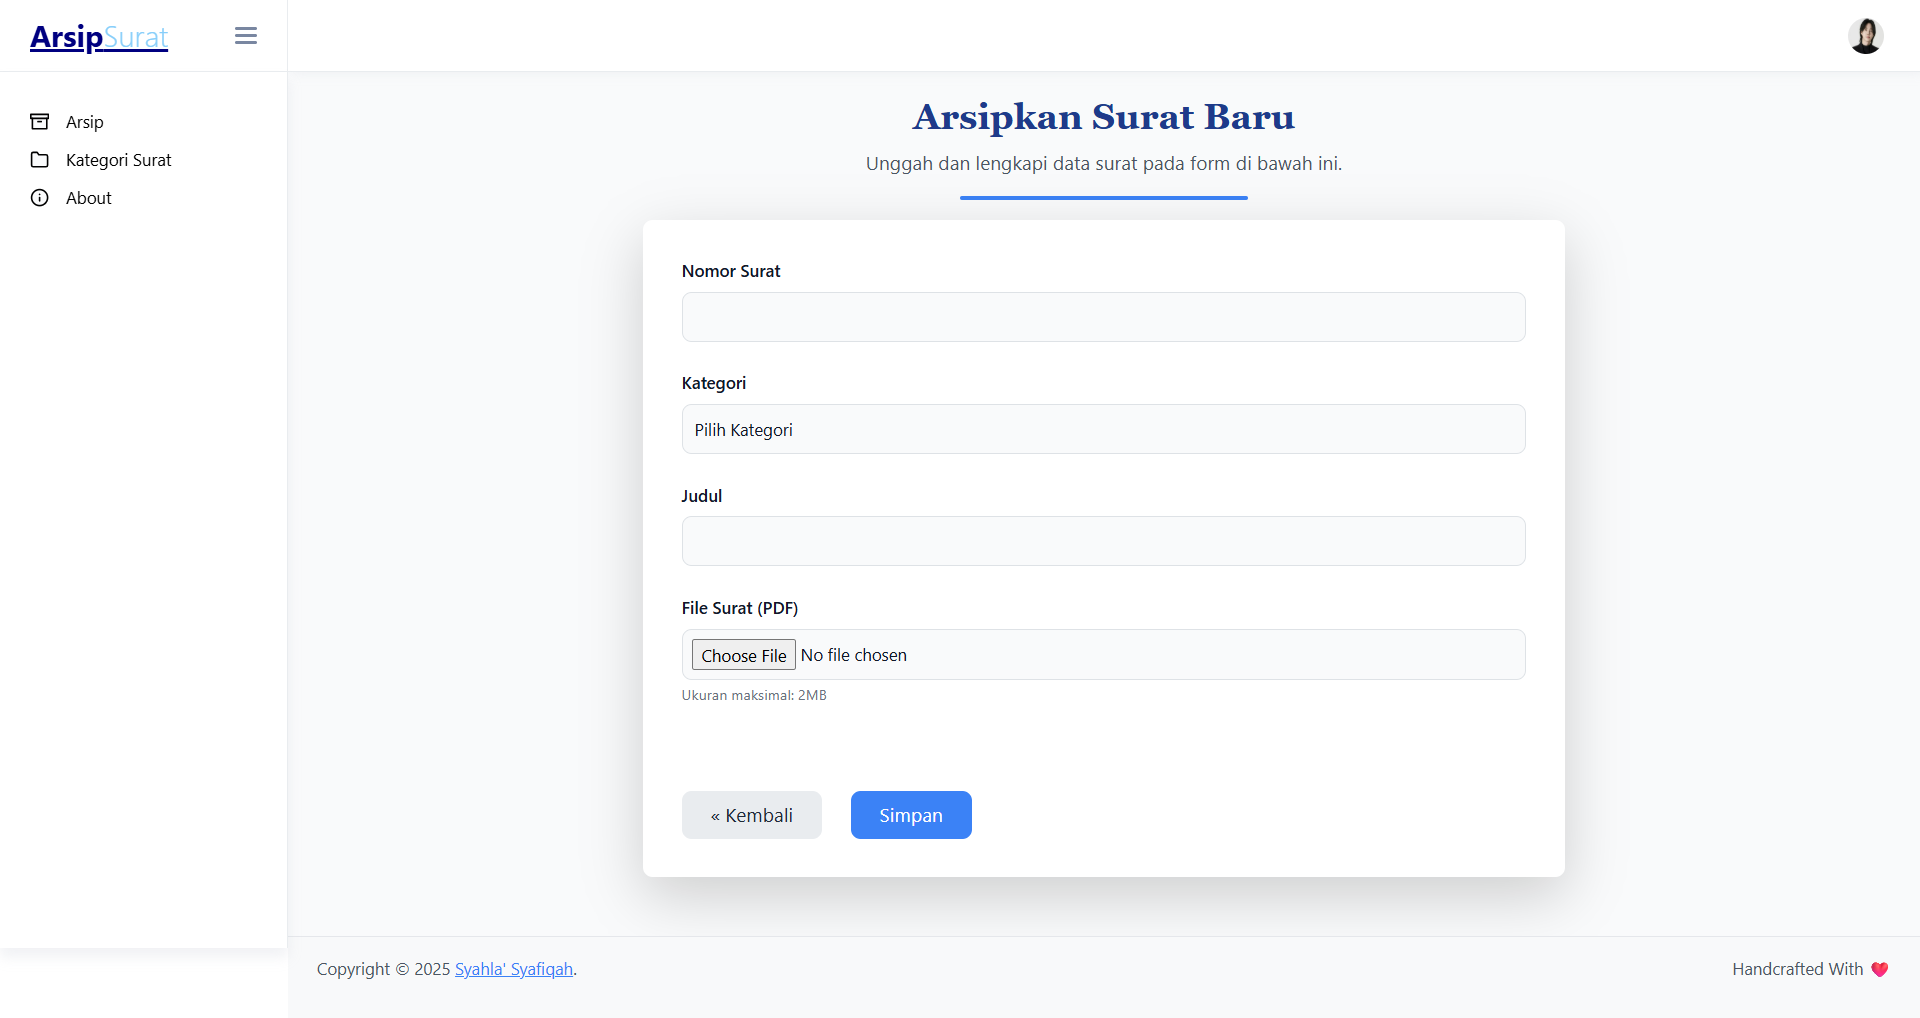 ArsipSurat
Arsip
Kategori Surat
About
Arsipkan Surat Baru
Unggah dan lengkapi data surat pada form di bawah ini.
Nomor Surat
Kategori
Pilih Kategori
Judul
File Surat (PDF)
Choose File No file chosen
Ukuran maksimal: 2MB
« Kembali
Simpan
Copyright © 2025 Syahla' Syafiqah.
Handcrafted With ❤️